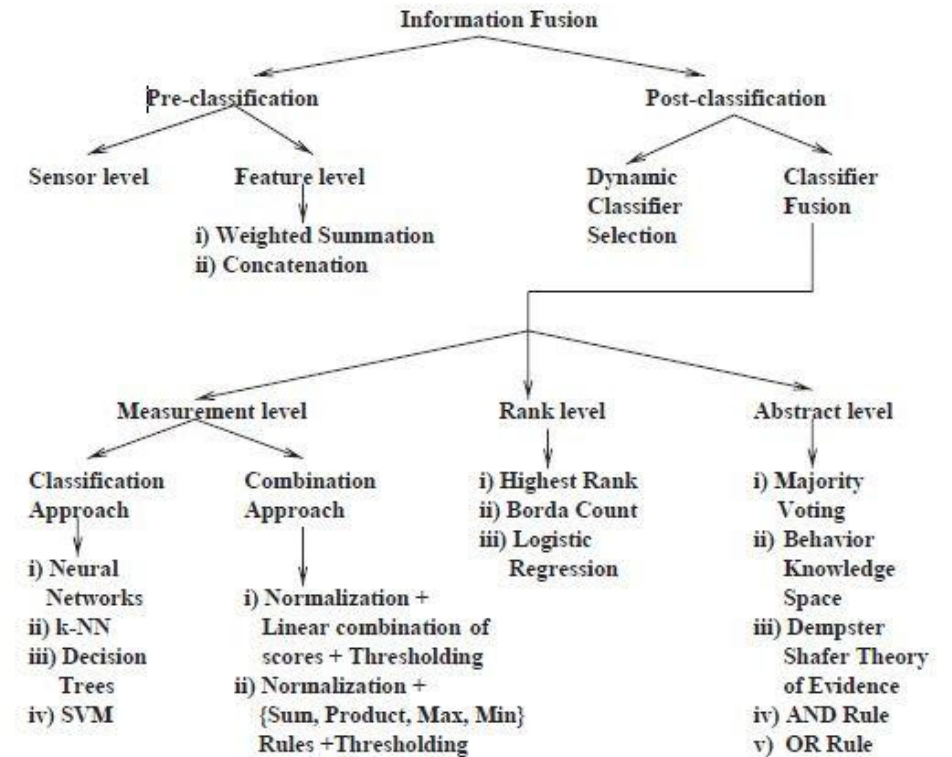 Information Fusion
Pre-classification
Post-classification
Sensor level
Feature level
Dynamic
Classifier
Selection
Classifier
Fusion
i) Weighted Summation
ii) Concatenation
Measurement level
Rank level
Abstract level
Classification
Approach
Combination
Approach
i) Neural
Networks
ii) k-NN
iii) Decision
Trees
iv) SVM
i) Normalization +
Linear combination of
scores + Thresholding
ii) Normalization +
{Sum, Product, Max, Min}
Rules +Thresholding
i) Highest Rank
ii) Borda Count
iii) Logistic
Regression
i) Majority
Voting
ii) Behavior
Knowledge
Space
iii) Dempster
Shafer Theory
of Evidence
iv) AND Rule
v) OR Rule